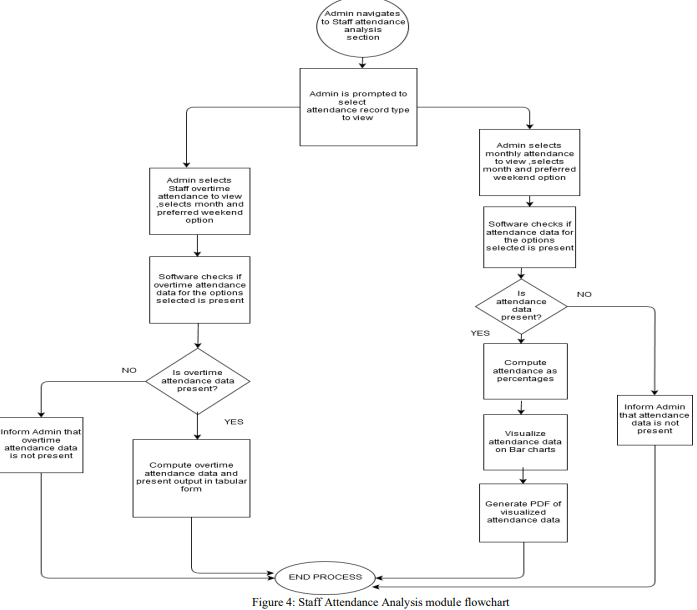 Admin navigates
to Staff attendance
analysis
section
Admin is prompted to
select
attendance record type
to view
Admin selects
Staff overtime
attendance to view
,selects month and
preferred weekend
option
Software checks if
overtime attendance
data for the options
selected is present
Is overtime
attendance data
present?
NO
YES
Inform Admin that
overtime
attendance data
is not present
Compute overtime
attendance data and
present output in tabular
form
Admin selects
monthly attendance
to view ,selects
month and preferred
weekend option
Software checks if
attendance data for
the options
selected is present
Is
attendance
data
present?
NO
YES
Compute
attendance as
percentages
Visualize
attendance data
on Bar charts
Generate PDF of
visualized
attendance data
Inform Admin
that attendance
data is not
present
END PROCESS
Figure 4: Staff Attendance Analysis module flowchart